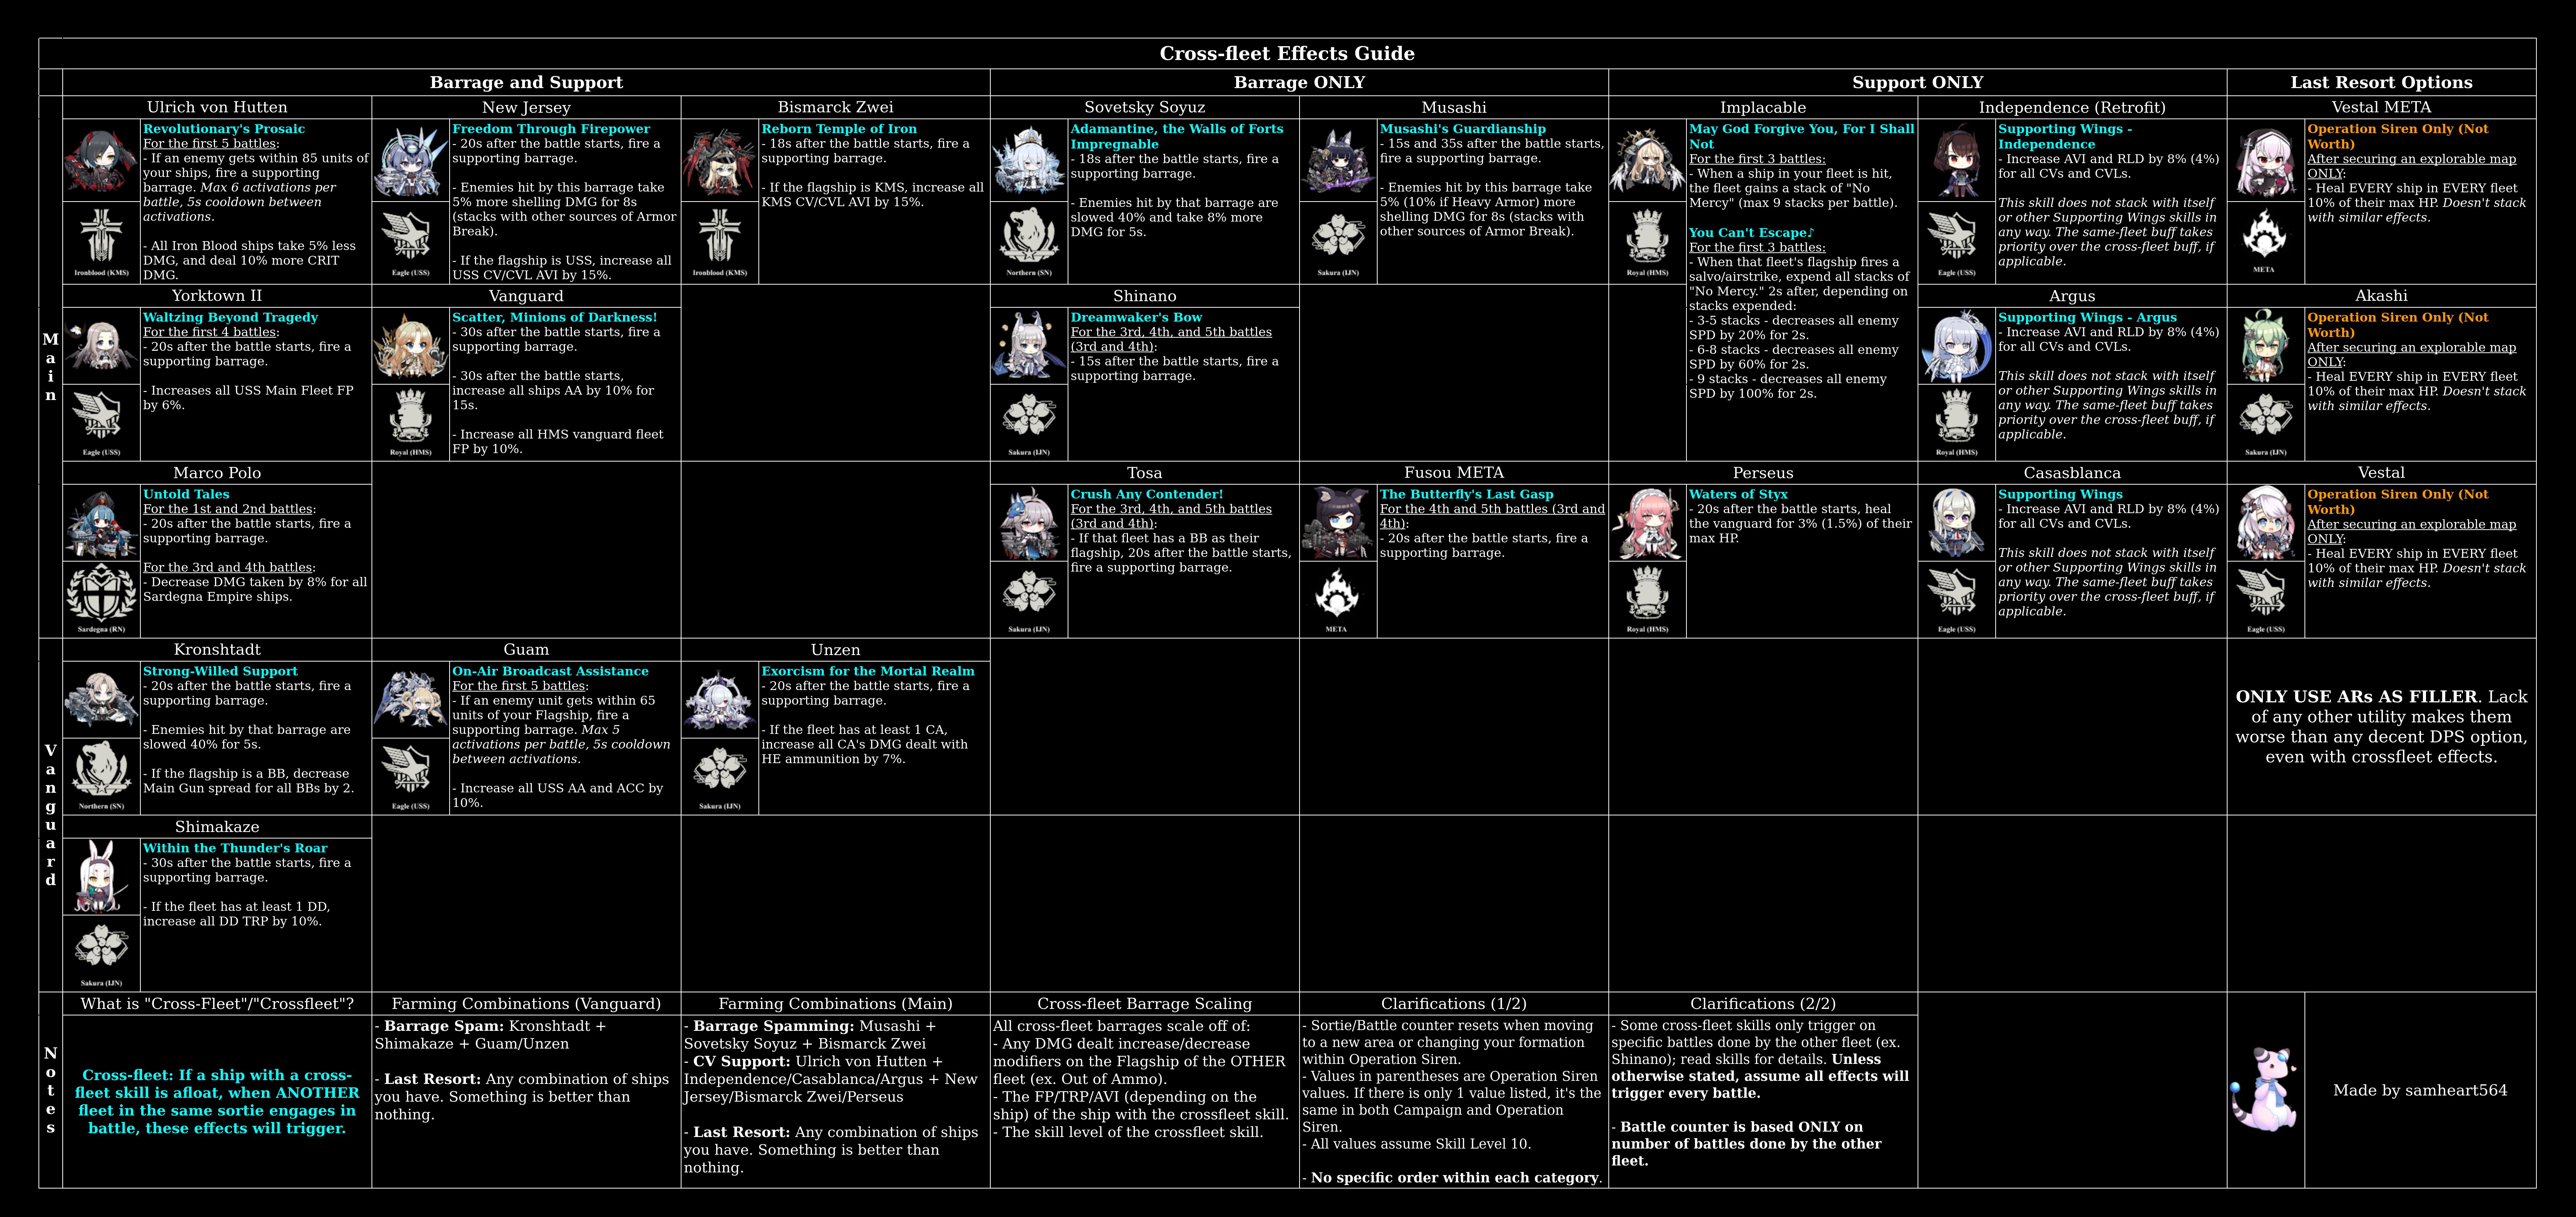 Cross-fleet Effects Guide
Barrage and Support
Barrage ONLY
Support ONLY
Last Resort Options
Main
Ulrich von Hutten
Revolutionary's Prosaic
For the first 5 battles:
- If an enemy gets within 85 units of
your ships, fire a supporting
barrage. Max 6 activations per
battle, 5s cooldown between
activations.
- All Iron Blood ships take 5% less
DMG, and deal 10% more CRIT
DMG.
Ironblood (KMS)
New Jersey
Freedom Through Firepower
- 20s after the battle starts, fire a
supporting barrage.
- Enemies hit by this barrage take
5% more shelling DMG for 8s
(stacks with other sources of Armor
Break).
- If the flagship is USS, increase all
USS CV/CVL AVI by 15%.
Eagle (USS)
Bismarck Zwei
Reborn Temple of Iron
- 18s after the battle starts, fire a
supporting barrage.
- If the flagship is KMS, increase all
KMS CV/CVL AVI by 15%.
Ironblood (KMS)
Sovetsky Soyuz
Adamantine, the Walls of Forts
Impregnable
- 18s after the battle starts, fire a
supporting barrage.
- Enemies hit by that barrage are
slowed 40% and take 8% more
DMG for 5s.
Northern (SN)
Musashi
Musashi's Guardianship
- 15s and 35s after the battle starts,
fire a supporting barrage.
- Enemies hit by this barrage take
5% (10% if Heavy Armor) more
shelling DMG for 8s (stacks with
other sources of Armor Break).
Sakura (IJN)
Implacable
May God Forgive You, For I Shall
Not
For the first 3 battles:
- When a ship in your fleet is hit,
the fleet gains a stack of "No
Mercy" (max 9 stacks per battle).
You Can't Escape♪
For the first 3 battles:
- When that fleet's flagship fires a
salvo/airstrike, expend all stacks of
"No Mercy." 2s after, depending on
stacks expended:
- 3-5 stacks - decreases all enemy
SPD by 20% for 2s.
- 6-8 stacks - decreases all enemy
SPD by 60% for 2s.
- 9 stacks - decreases all enemy
SPD by 100% for 2s.
Royal (HMS)
Independence (Retrofit)
Supporting Wings -
Independence
- Increase AVI and RLD by 8% (4%)
for all CVs and CVLs.
This skill does not stack with itself
or other Supporting Wings skills in
any way. The same-fleet buff takes
priority over the cross-fleet buff, if
applicable.
Eagle (USS)
Vestal META
Operation Siren Only (Not
Worth)
After securing an explorable map
ONLY:
- Heal EVERY ship in EVERY fleet
10% of their max HP. Doesn't stack
with similar effects.
META
Yorktown II
Waltzing Beyond Tragedy
For the first 4 battles:
- 20s after the battle starts, fire a
supporting barrage.
- Increases all USS Main Fleet FP
by 6%.
Eagle (USS)
Vanguard
Scatter, Minions of Darkness!
- 30s after the battle starts, fire a
supporting barrage.
- 30s after the battle starts,
increase all ships AA by 10% for
15s.
- Increase all HMS vanguard fleet
FP by 10%.
Royal (HMS)
Shinano
Dreamwaker's Bow
For the 3rd, 4th, and 5th battles
(3rd and 4th):
- 15s after the battle starts, fire a
supporting barrage.
Sakura (IJN)
Argus
Supporting Wings - Argus
- Increase AVI and RLD by 8% (4%)
for all CVs and CVLs.
This skill does not stack with itself
or other Supporting Wings skills in
any way. The same-fleet buff takes
priority over the cross-fleet buff, if
applicable.
Royal (HMS)
Akashi
Operation Siren Only (Not
Worth)
After securing an explorable map
ONLY:
- Heal EVERY ship in EVERY fleet
10% of their max HP. Doesn't stack
with similar effects.
Sakura (IJN)
Marco Polo
Untold Tales
For the 1st and 2nd battles:
- 20s after the battle starts, fire a
supporting barrage.
For the 3rd and 4th battles:
- Decrease DMG taken by 8% for all
Sardegna Empire ships.
Sardegna (RN)
Tosa
Crush Any Contender!
For the 3rd, 4th, and 5th battles
(3rd and 4th):
- If that fleet has a BB as their
flagship, 20s after the battle starts,
fire a supporting barrage.
Sakura (IJN)
Fusou META
The Butterfly's Last Gasp
For the 4th and 5th battles (3rd and
4th):
- 20s after the battle starts, fire a
supporting barrage.
META
Perseus
Waters of Styx
- 20s after the battle starts, heal
the vanguard for 3% (1.5%) of their
max HP.
Royal (HMS)
Casasblanca
Supporting Wings
- Increase AVI and RLD by 8% (4%)
for all CVs and CVLs.
This skill does not stack with itself
or other Supporting Wings skills in
any way. The same-fleet buff takes
priority over the cross-fleet buff, if
applicable.
Eagle (USS)
Vestal
Operation Siren Only (Not
Worth)
After securing an explorable map
ONLY:
- Heal EVERY ship in EVERY fleet
10% of their max HP. Doesn't stack
with similar effects.
Eagle (USS)
Vanguard
Kronshtadt
Strong-Willed Support
- 20s after the battle starts, fire a
supporting barrage.
- Enemies hit by that barrage are
slowed 40% for 5s.
- If the flagship is a BB, decrease
Main Gun spread for all BBs by 2.
Northern (SN)
Guam
On-Air Broadcast Assistance
For the first 5 battles:
- If an enemy unit gets within 65
units of your Flagship, fire a
supporting barrage. Max 5
activations per battle, 5s cooldown
between activations.
- Increase all USS AA and ACC by
10%.
Eagle (USS)
Unzen
Exorcism for the Mortal Realm
- 20s after the battle starts, fire a
supporting barrage.
- If the fleet has at least 1 CA,
increase all CA's DMG dealt with
HE ammunition by 7%.
Sakura (IJN)
ONLY USE ARs AS FILLER. Lack
of any other utility makes them
worse than any decent DPS option,
even with crossfleet effects.
Shimakaze
Within the Thunder's Roar
- 30s after the battle starts, fire a
supporting barrage.
- If the fleet has at least 1 DD,
increase all DD TRP by 10%.
Sakura (IJN)
Notes
What is "Cross-Fleet"/"Crossfleet"?
Cross-fleet: If a ship with a cross-
fleet skill is afloat, when ANOTHER
fleet in the same sortie engages in
battle, these effects will trigger.
Farming Combinations (Vanguard)
- Barrage Spam: Kronshtadt +
Shimakaze + Guam/Unzen
- Last Resort: Any combination of ships
you have. Something is better than
nothing.
Farming Combinations (Main)
- Barrage Spamming: Musashi +
Sovetsky Soyuz + Bismarck Zwei
- CV Support: Ulrich von Hutten +
Independence/Casablanca/Argus + New
Jersey/Bismarck Zwei/Perseus
- Last Resort: Any combination of ships
you have. Something is better than
nothing.
Cross-fleet Barrage Scaling
All cross-fleet barrages scale off of:
- Any DMG dealt increase/decrease
modifiers on the Flagship of the OTHER
fleet (ex. Out of Ammo).
- The FP/TRP/AVI (depending on the
ship) of the ship with the crossfleet skill.
- The skill level of the crossfleet skill.
Clarifications (1/2)
- Sortie/Battle counter resets when moving
to a new area or changing your formation
within Operation Siren.
- Values in parentheses are Operation Siren
values. If there is only 1 value listed, it's the
same in both Campaign and Operation
Siren.
- All values assume Skill Level 10.
- No specific order within each category.
Clarifications (2/2)
- Some cross-fleet skills only trigger on
specific battles done by the other fleet (ex.
Shinano); read skills for details. Unless
otherwise stated, assume all effects will
trigger every battle.
- Battle counter is based ONLY on
number of battles done by the other
fleet.
Made by samheart564